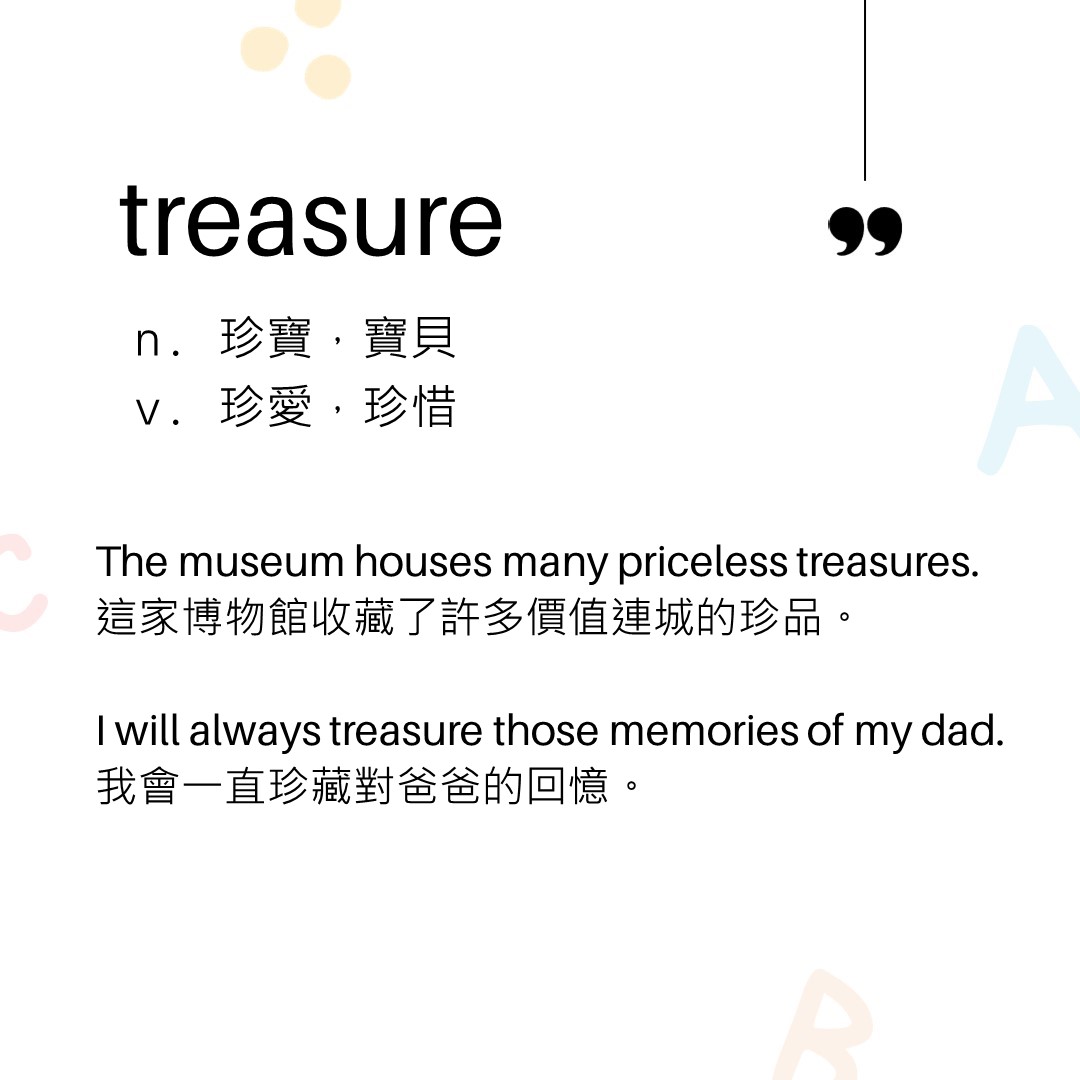 treasure
”
n. 珍寶，寶貝
v. 珍愛，珍惜
The museum houses many priceless treasures.
這家博物館收藏了許多價值連城的珍品。
I will always treasure those memories of my dad.
我會一直珍藏對爸爸的回憶。
A
C
B